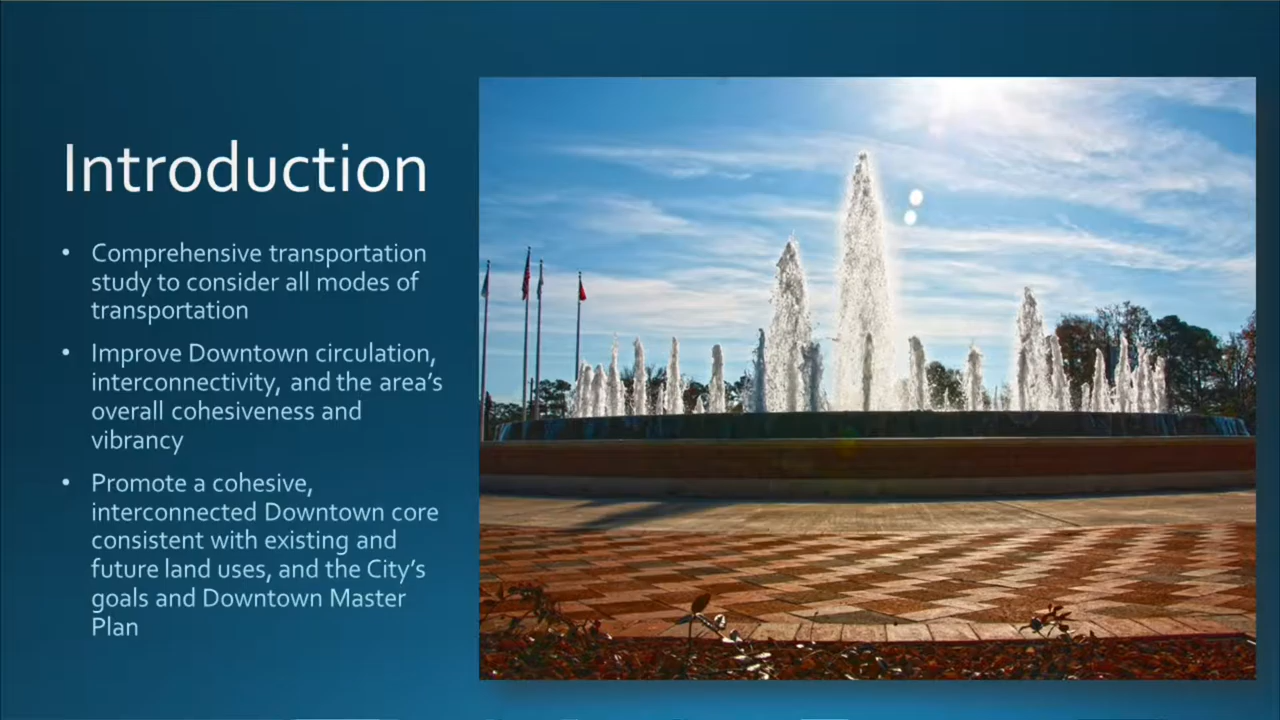 Introduction
• Comprehensive transportation
study to consider all modes of
transportation
• Improve Downtown circulation,
interconnectivity, and the area’s
overall cohesiveness and
vibrancy
• Promote a cohesive,
interconnected Downtown core
consistent with existing and
future land uses, and the City’s
goals and Downtown Master
Plan